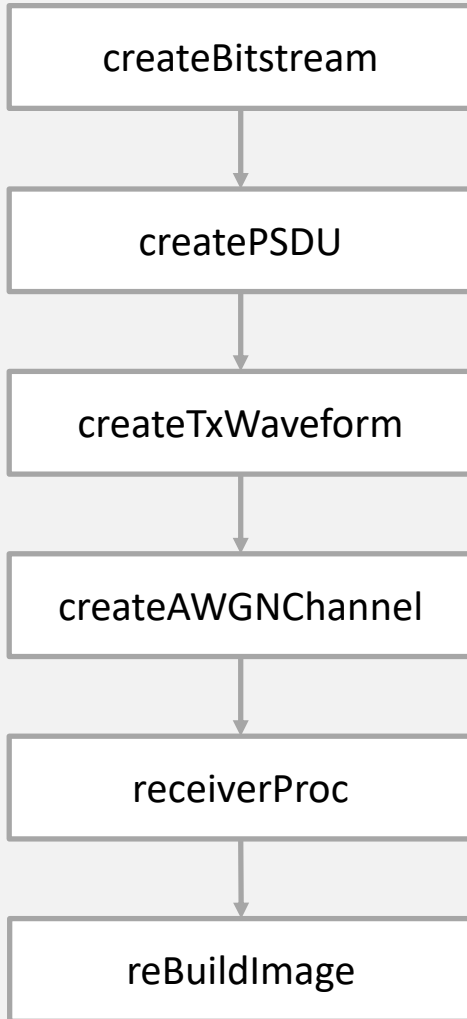 createBitstream
createPSDU
createTxWaveform
createAWGNChannel
receiverProc
reBuildImage